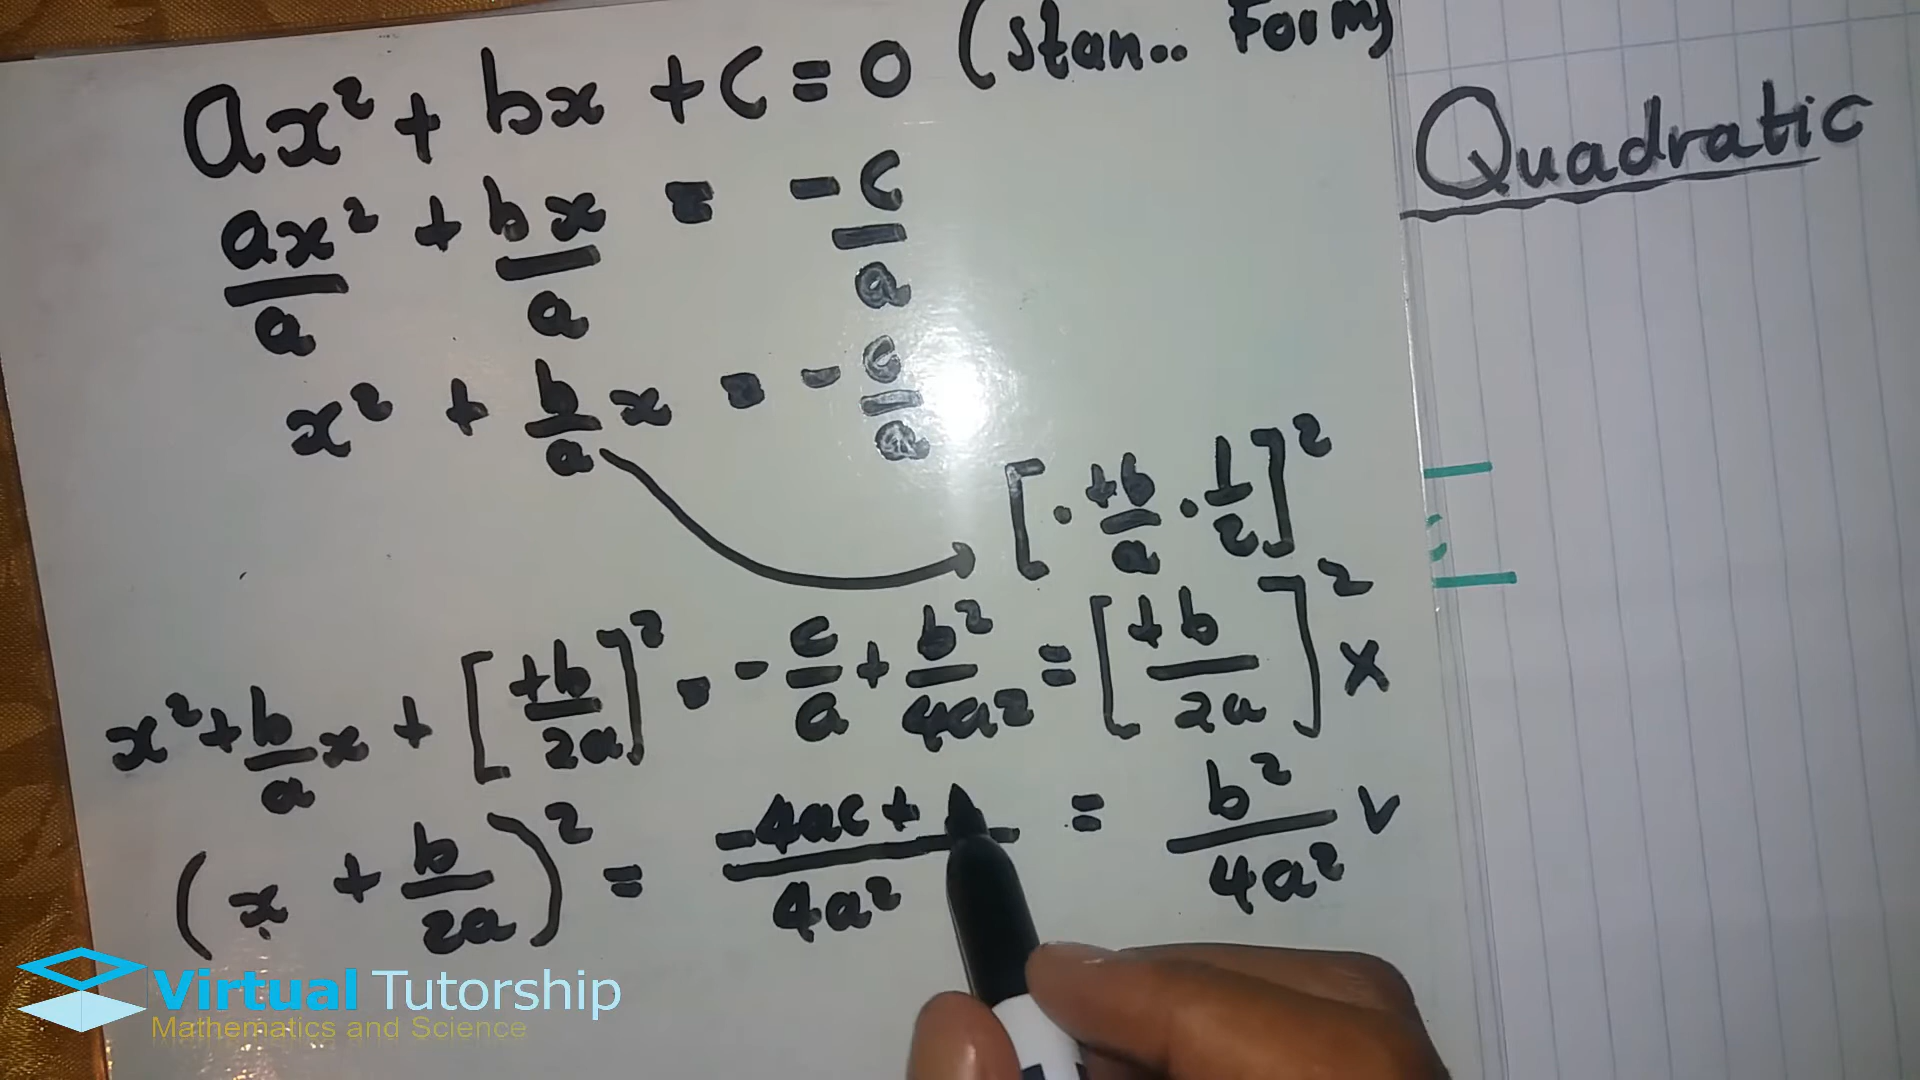 ax² + bx + c = 0 (Stan.. Form)
Quadratic
ax²/a + bx/a = -c/a
x² + b/a x = -c/a
[· +b/a · 1/2]²
x² + b/a x + [+b/2a]² = -c/a + b²/4a² = [+b/2a]² x
(x + b/2a)² = -4ac + /4a² = b²/4a² v
Virtual Tutorship
Mathematics and Science